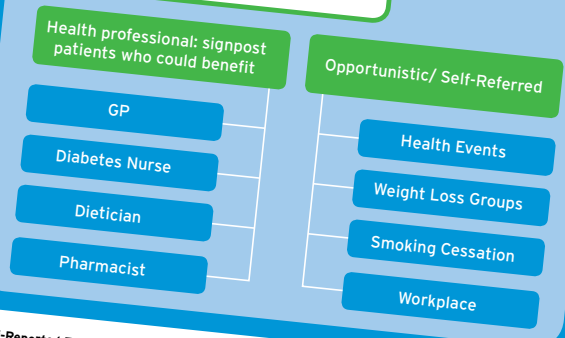 Health professional: signpost
patients who could benefit
GP
Diabetes Nurse
Dietician
Pharmacist
Opportunistic/ Self-Referred
Health Events
Weight Loss Groups
Smoking Cessation
Workplace